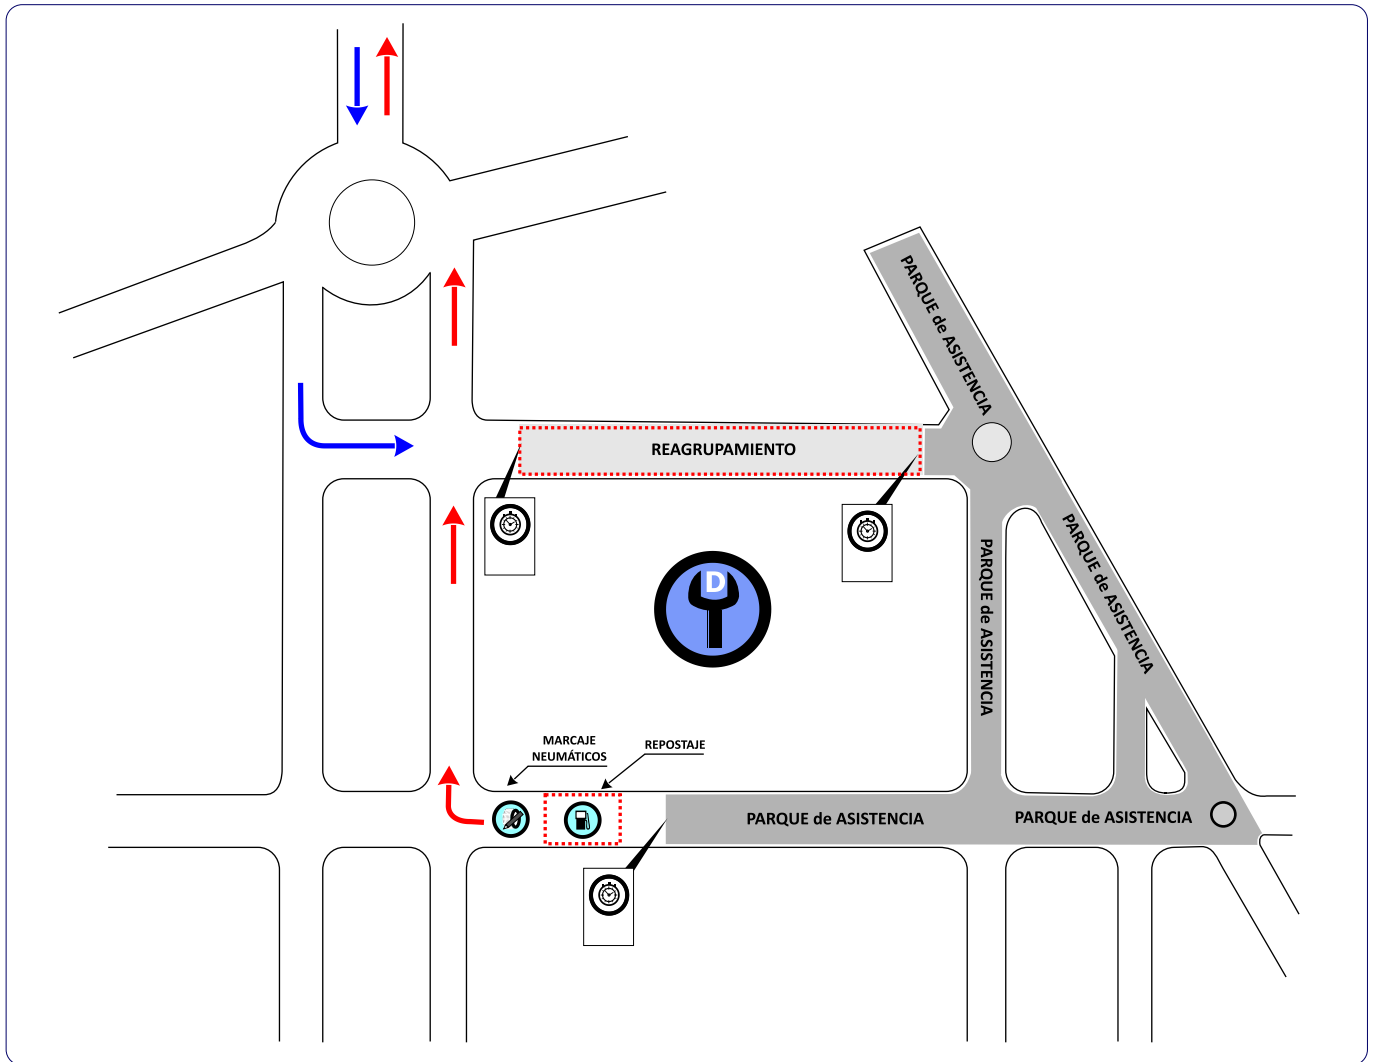 PARQUE de ASISTENCIA
REAGRUPAMIENTO
PARQUE de ASISTENCIA
PARQUE de ASISTENCIA
D
MARCAJE
NEUMÁTICOS
REPOSTAJE
PARQUE de ASISTENCIA
PARQUE de ASISTENCIA